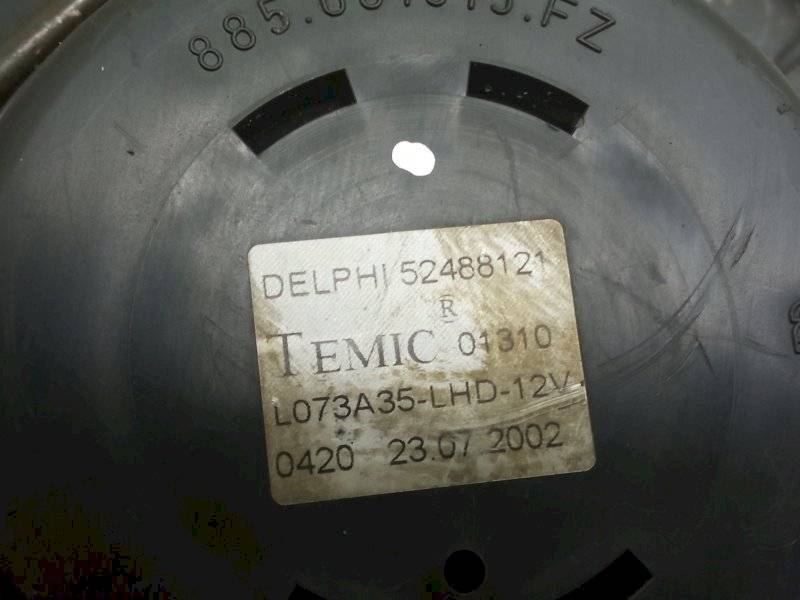 DELPHI 52488121
TEMIC® 01310
L073A35-LHD-12V
0420 23.07 2002